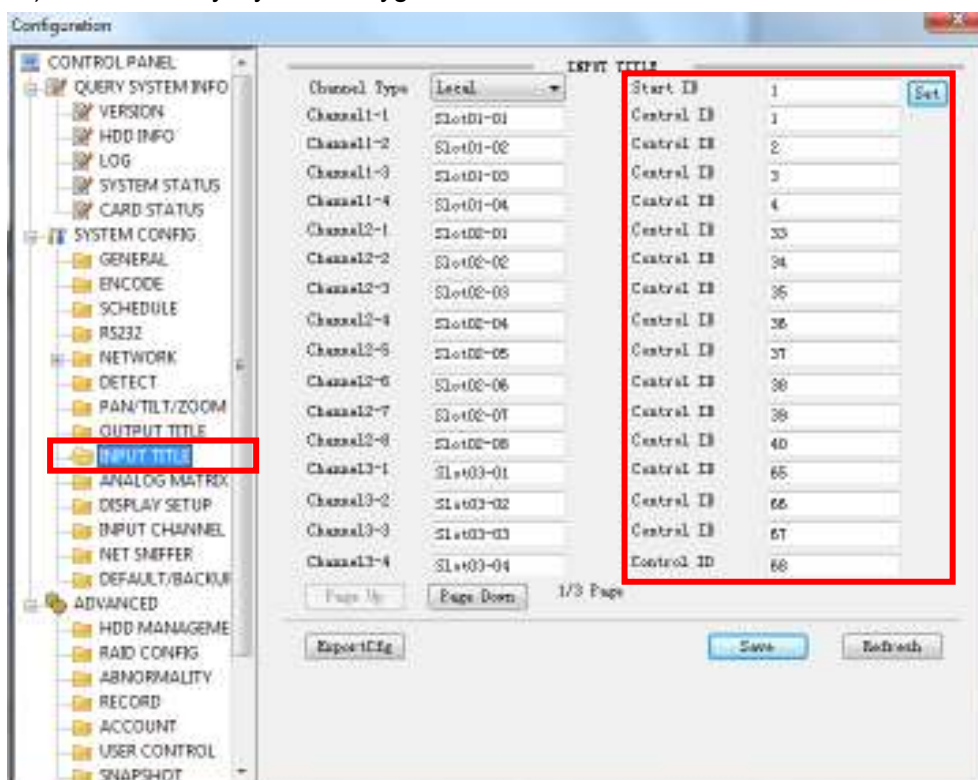 Configuration
CONTROL PANEL
QUERY SYSTEM INFO
VERSION
HDD INFO
LOG
SYSTEM STATUS
CARD STATUS
SYSTEM CONFIG
GENERAL
ENCODE
SCHEDULE
RS232
NETWORK
DETECT
PAN/TILT/ZOOM
OUTPUT TITLE
INPUT TITLE
ANALOG MATRIX
DISPLAY SETUP
INPUT CHANNEL
NET SNIFFER
DEFAULT/BACKUP
ADVANCED
HDD MANAGEME
RAID CONFIG
ABNORMALITY
RECORD
ACCOUNT
USER CONTROL
SNAPSHOT
INPUT TITLE
Channel Type Local Start ID 1 Set
Channel1-1 Slot01-01 Control ID 1
Channel1-2 Slot01-02 Control ID 2
Channel1-3 Slot01-03 Control ID 3
Channel1-4 Slot01-04 Control ID 4
Channel2-1 Slot02-01 Control ID 33
Channel2-2 Slot02-02 Control ID 34
Channel2-3 Slot02-03 Control ID 35
Channel2-4 Slot02-04 Control ID 36
Channel2-5 Slot02-05 Control ID 37
Channel2-6 Slot02-06 Control ID 38
Channel2-7 Slot02-07 Control ID 39
Channel2-8 Slot02-08 Control ID 40
Channel3-1 Slot03-01 Control ID 65
Channel3-2 Slot03-02 Control ID 66
Channel3-3 Slot03-03 Control ID 67
Channel3-4 Slot03-04 Control ID 68
Page Up Page Down 1/3 Page
ExportCfg Save Refresh